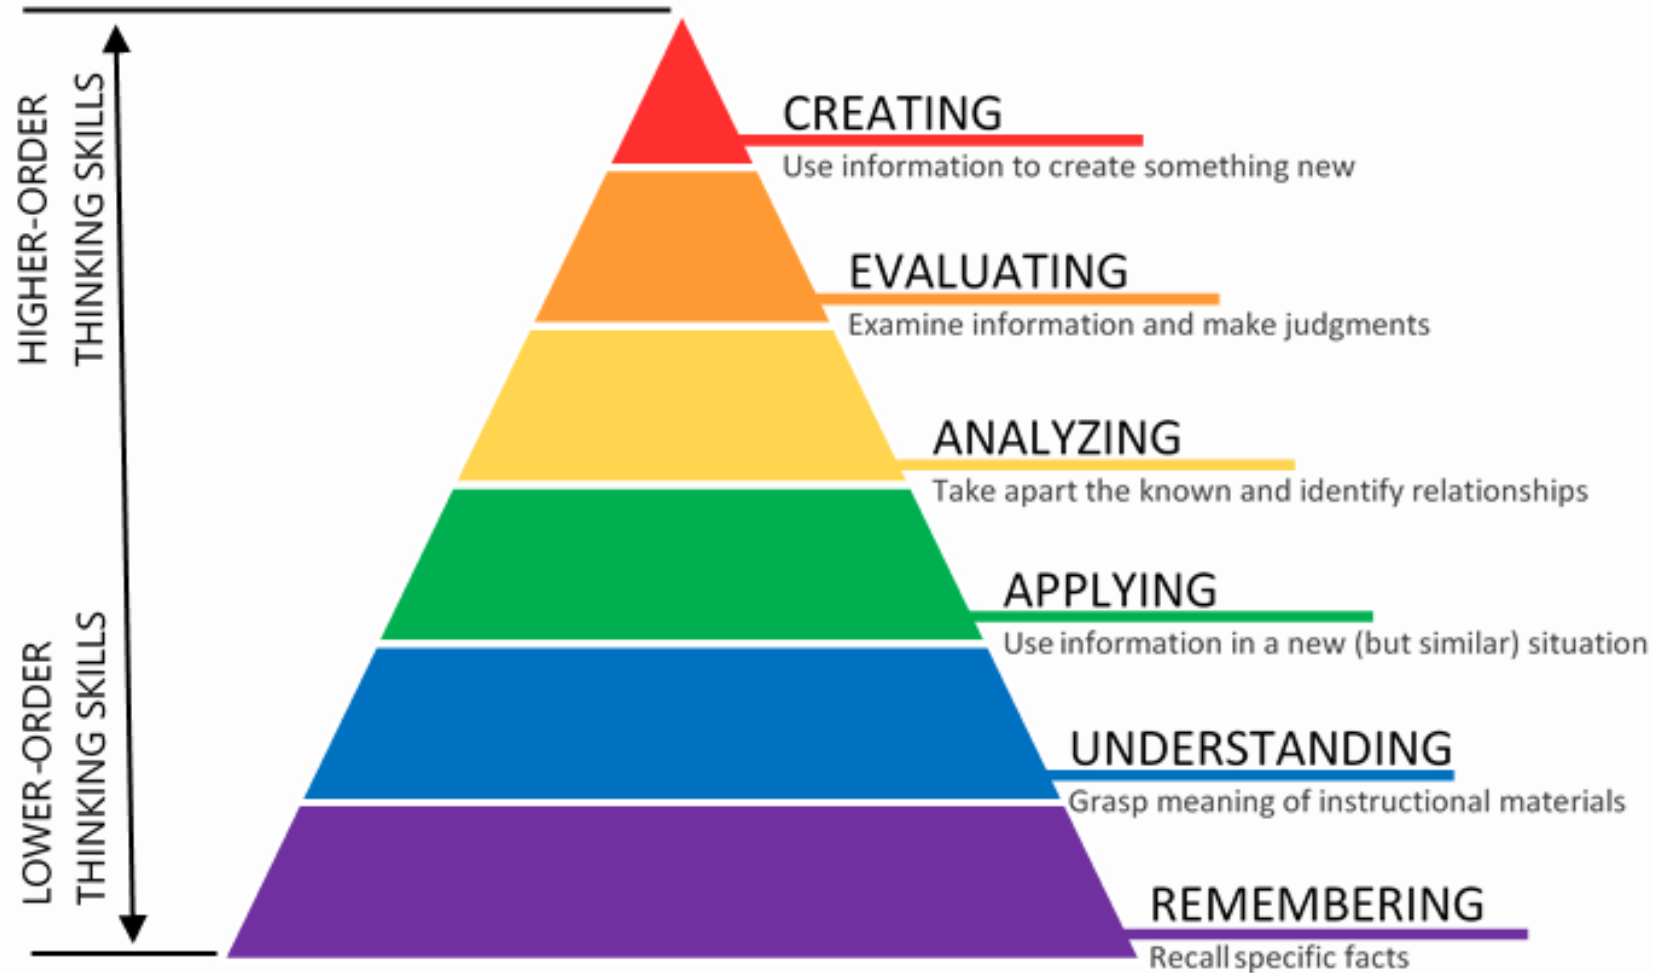 HIGHER-ORDER
THINKING SKILLS
LOWER-ORDER
THINKING SKILLS
CREATING
Use information to create something new
EVALUATING
Examine information and make judgments
ANALYZING
Take apart the known and identify relationships
APPLYING
Use information in a new (but similar) situation
UNDERSTANDING
Grasp meaning of instructional materials
REMEMBERING
Recall specific facts